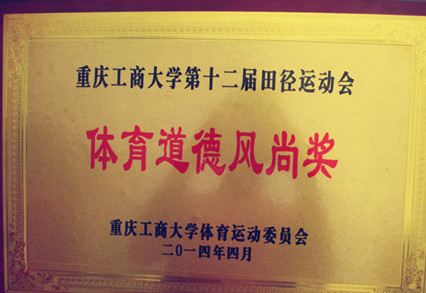 重庆工商大学第十二届田径运动会
体育道德风尚奖
重庆工商大学体育运动委员会
二〇一四年四月